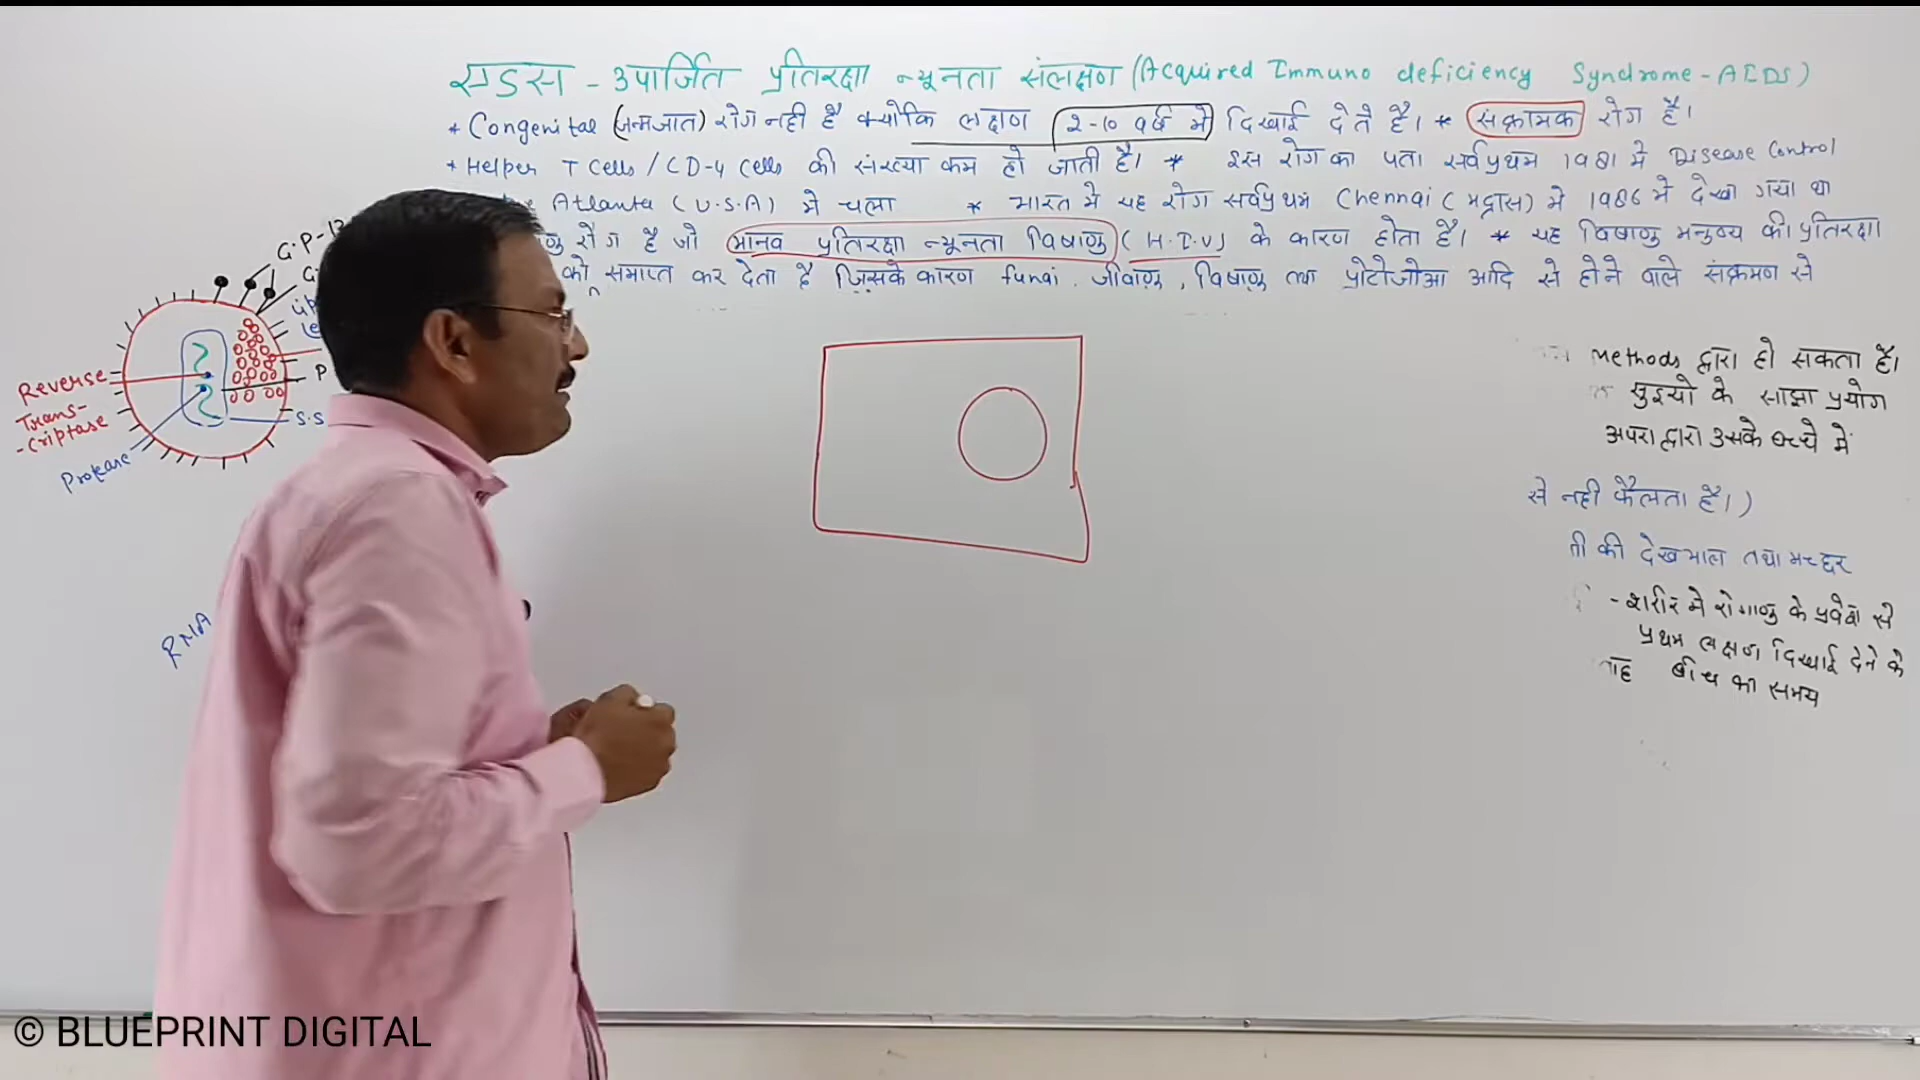 एड्स - उपार्जित प्रतिरक्षा न्यूनता संलक्षण (Acquired Immuno deficiency Syndrome - AIDS)
* Congenital (जन्मजात) रोग नही है क्योकि लक्षण 2-10 वर्ष मे दिखाई देते है। * संक्रामक रोग है।
* Helper T Cells / CD-4 Cells की संख्या कम हो जाती है। * इस रोग का पता सर्वप्रथम 1981 मे Disease Control
Atlanta (U.S.A) मे चला * भारत मे यह रोग सर्वप्रथम Chennai (मद्रास) मे 1986 मे देखा गया था
रोग है जो मानव प्रतिरक्षा न्यूनता विषाणु (H.I.V) के कारण होता है। * यह विषाणु मनुष्य की प्रतिरक्षा
को समाप्त कर देता है जिसके कारण fungi, जीवाणु, विषाणु तथा प्रोटोजोआ आदि से होने वाले संक्रमण से
G.P-12
Reverse
Trans-
-criptase
Protease
P
S.S
RNA
Methods द्वारा हो सकता है।
सुइयो के साझा प्रयोग
अपरा द्वारा उसके बच्चे मे
से नही फैलता है।)
की देखभाल तथा मच्छर
- शरीर मे रोगाणु के प्रवेश से
प्रथम लक्षण दिखाई देने के
बीच का समय
© BLUEPRINT DIGITAL